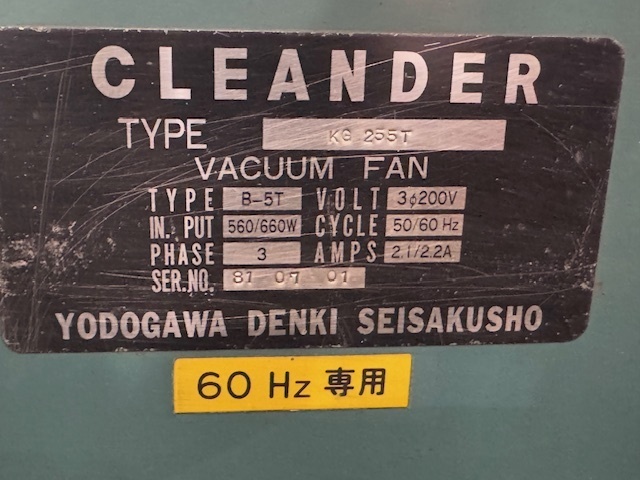 CLEANDER
TYPE KG 255T
VACUUM FAN
TYPE B-5T VOLT 3φ200V
IN. PUT 560/660W CYCLE 50/60 Hz
PHASE 3 AMPS 2.1/2.2A
SER.NO. 81 07 01
YODOGAWA DENKI SEISAKUSHO
60 Hz 専用